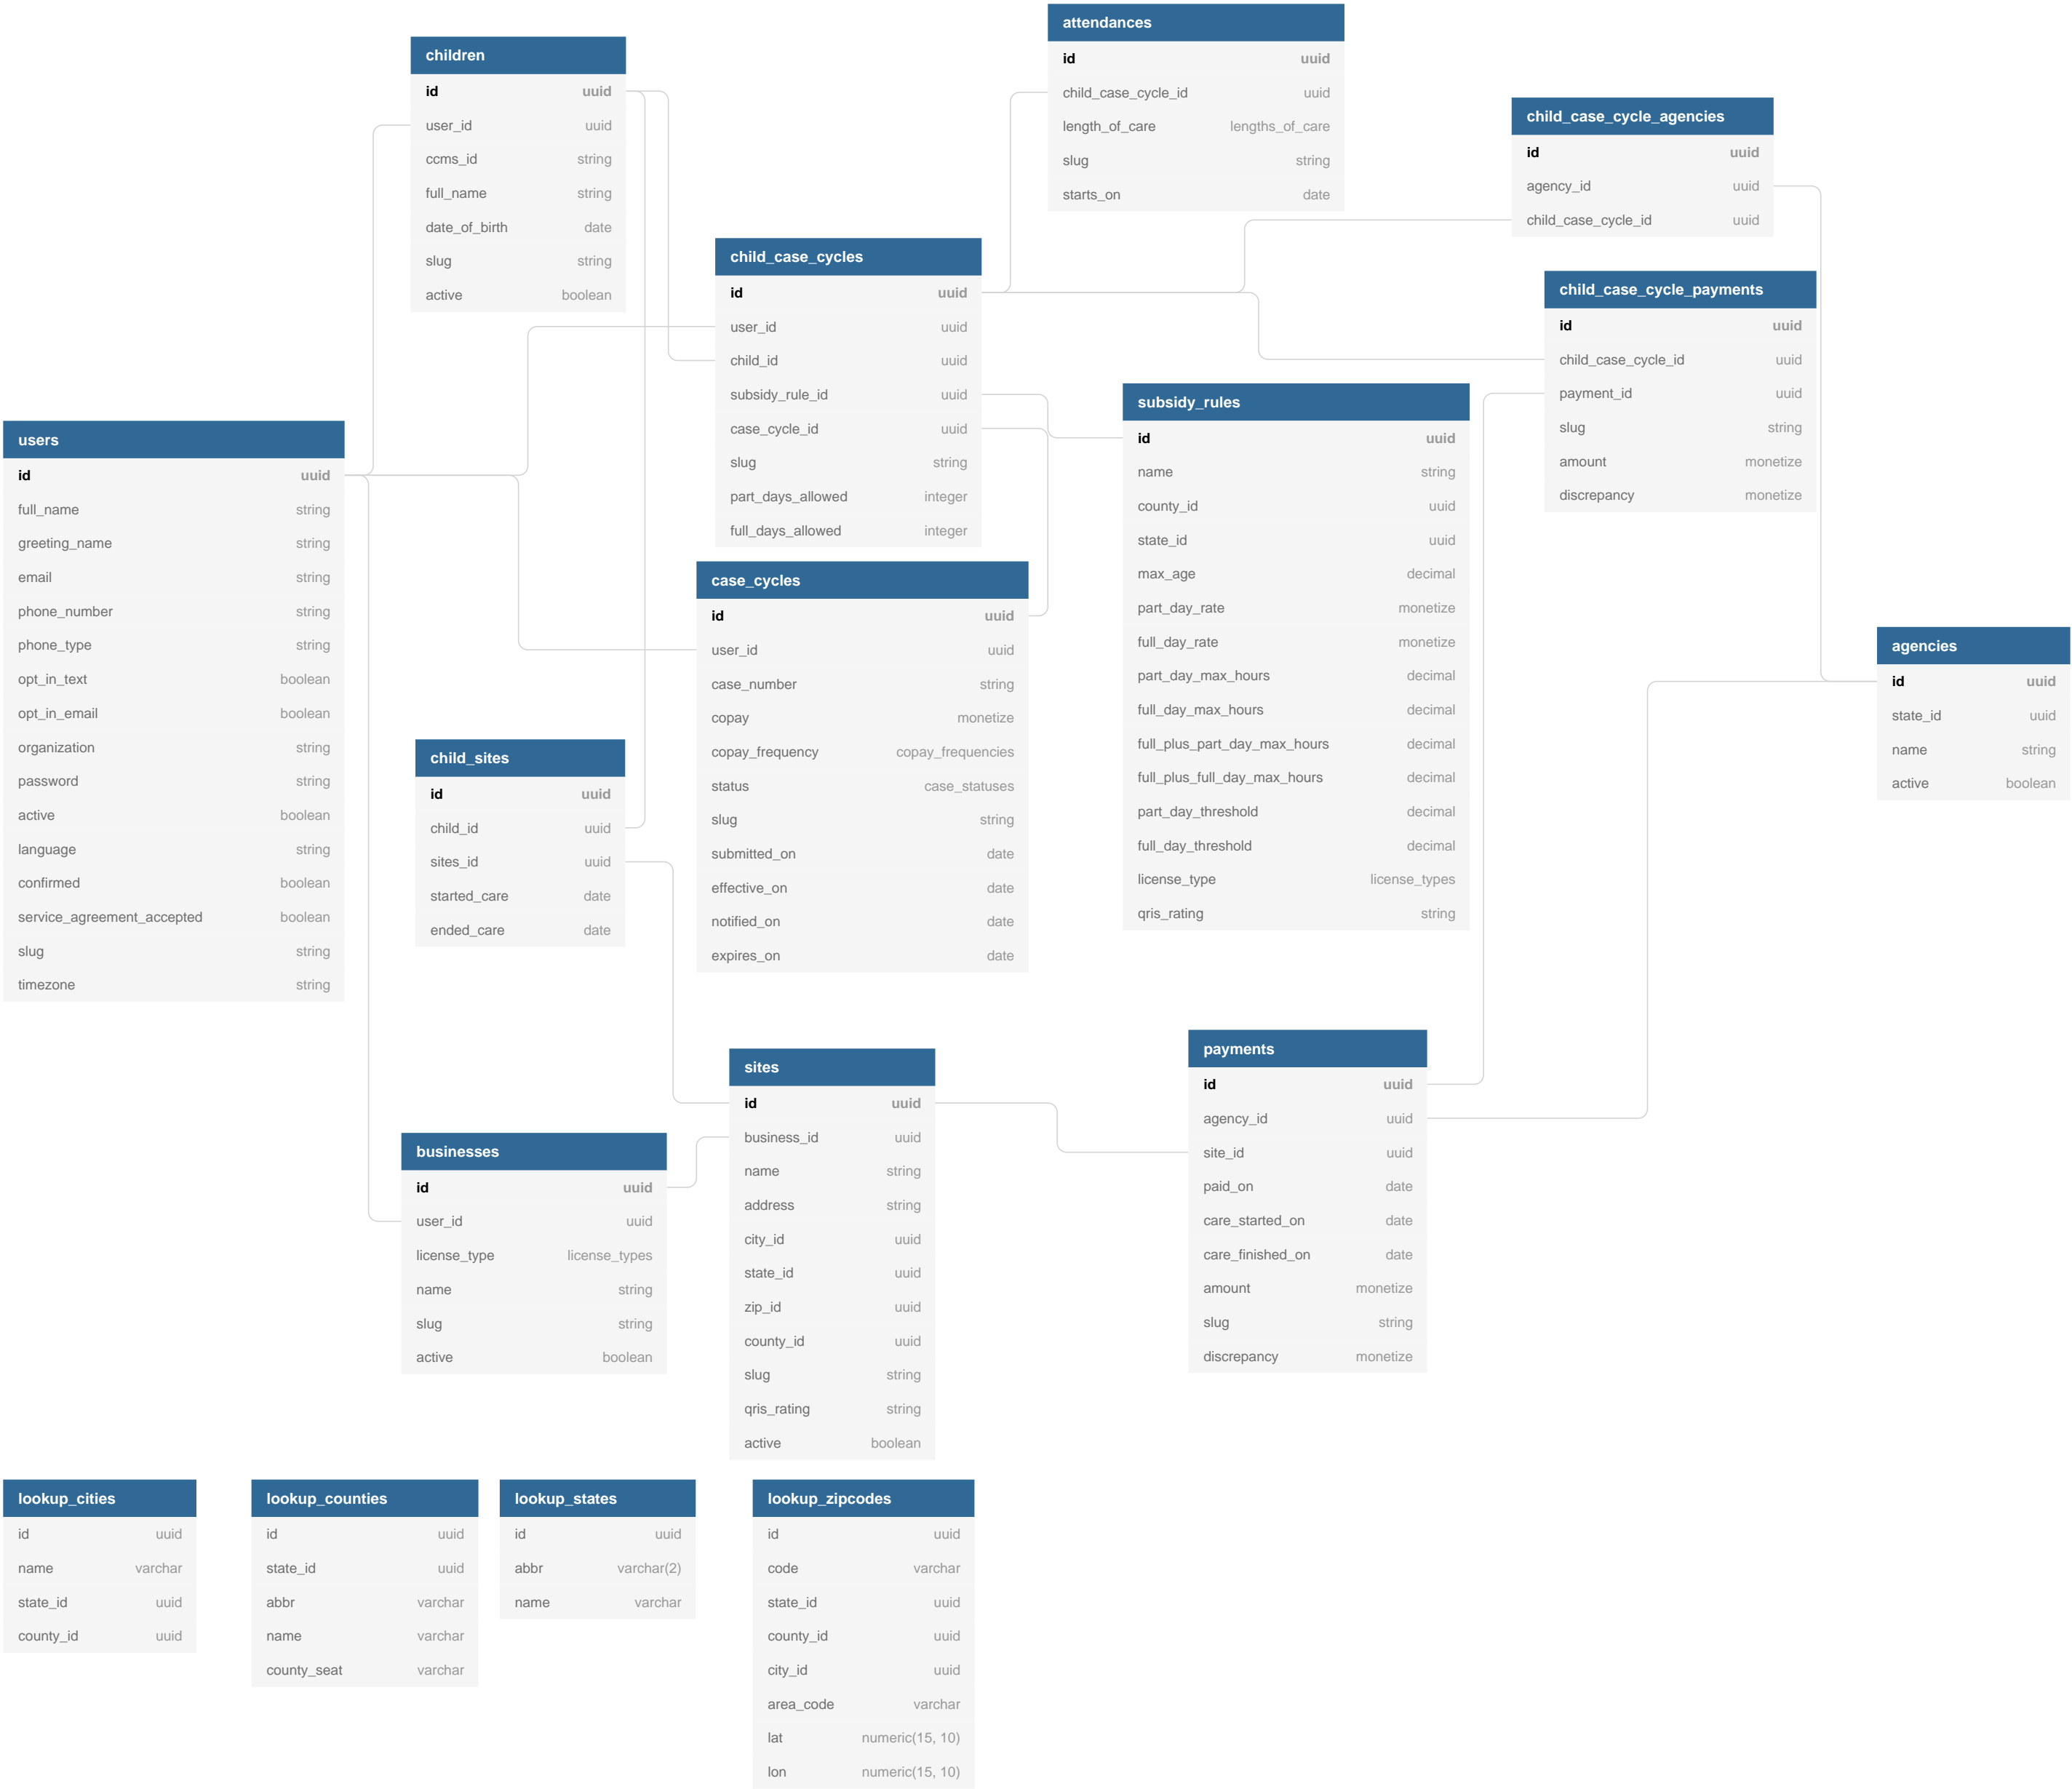 attendances
id uuid
child_case_cycle_id uuid
length_of_care lengths_of_care
slug string
starts_on date
children
id uuid
user_id uuid
ccms_id string
full_name string
date_of_birth date
slug string
active boolean
child_case_cycle_agencies
id uuid
agency_id uuid
child_case_cycle_id uuid
child_case_cycles
id uuid
user_id uuid
child_id uuid
subsidy_rule_id uuid
case_cycle_id uuid
slug string
part_days_allowed integer
full_days_allowed integer
child_case_cycle_payments
id uuid
child_case_cycle_id uuid
payment_id uuid
slug string
amount monetize
discrepancy monetize
subsidy_rules
id uuid
name string
county_id uuid
state_id uuid
max_age decimal
part_day_rate monetize
full_day_rate monetize
part_day_max_hours decimal
full_day_max_hours decimal
full_plus_part_day_max_hours decimal
full_plus_full_day_max_hours decimal
part_day_threshold decimal
full_day_threshold decimal
license_type license_types
qris_rating string
users
id uuid
full_name string
greeting_name string
email string
phone_number string
phone_type string
opt_in_text boolean
opt_in_email boolean
organization string
password string
active boolean
language string
confirmed boolean
service_agreement_accepted boolean
slug string
timezone string
case_cycles
id uuid
user_id uuid
case_number string
copay monetize
copay_frequency copay_frequencies
status case_statuses
slug string
submitted_on date
effective_on date
notified_on date
expires_on date
agencies
id uuid
state_id uuid
name string
active boolean
child_sites
id uuid
child_id uuid
sites_id uuid
started_care date
ended_care date
payments
id uuid
agency_id uuid
site_id uuid
paid_on date
care_started_on date
care_finished_on date
amount monetize
slug string
discrepancy monetize
sites
id uuid
business_id uuid
name string
address string
city_id uuid
state_id uuid
zip_id uuid
county_id uuid
slug string
qris_rating string
active boolean
businesses
id uuid
user_id uuid
license_type license_types
name string
slug string
active boolean
lookup_cities
id uuid
name varchar
state_id uuid
county_id uuid
lookup_counties
id uuid
state_id uuid
abbr varchar
name varchar
county_seat varchar
lookup_states
id uuid
abbr varchar(2)
name varchar
lookup_zipcodes
id uuid
code varchar
state_id uuid
county_id uuid
city_id uuid
area_code varchar
lat numeric(15, 10)
lon numeric(15, 10)